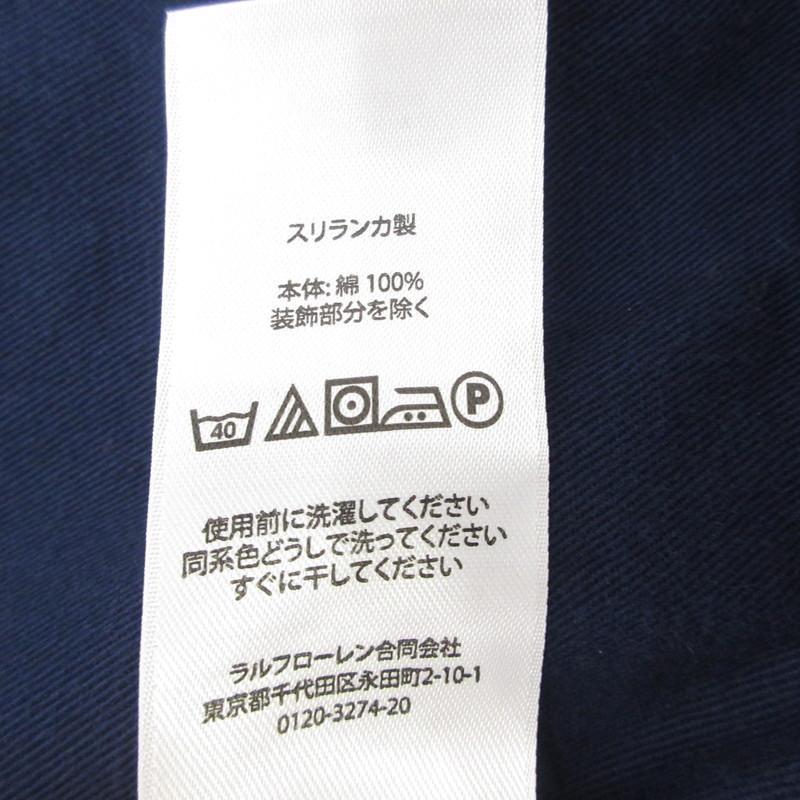 スリランカ製
本体: 綿 100%
装飾部分を除く
40 P
使用前に洗濯してください
同系色どうしで洗ってください
すぐに干してください
ラルフローレン合同会社
東京都千代田区永田町2-10-1
0120-3274-20